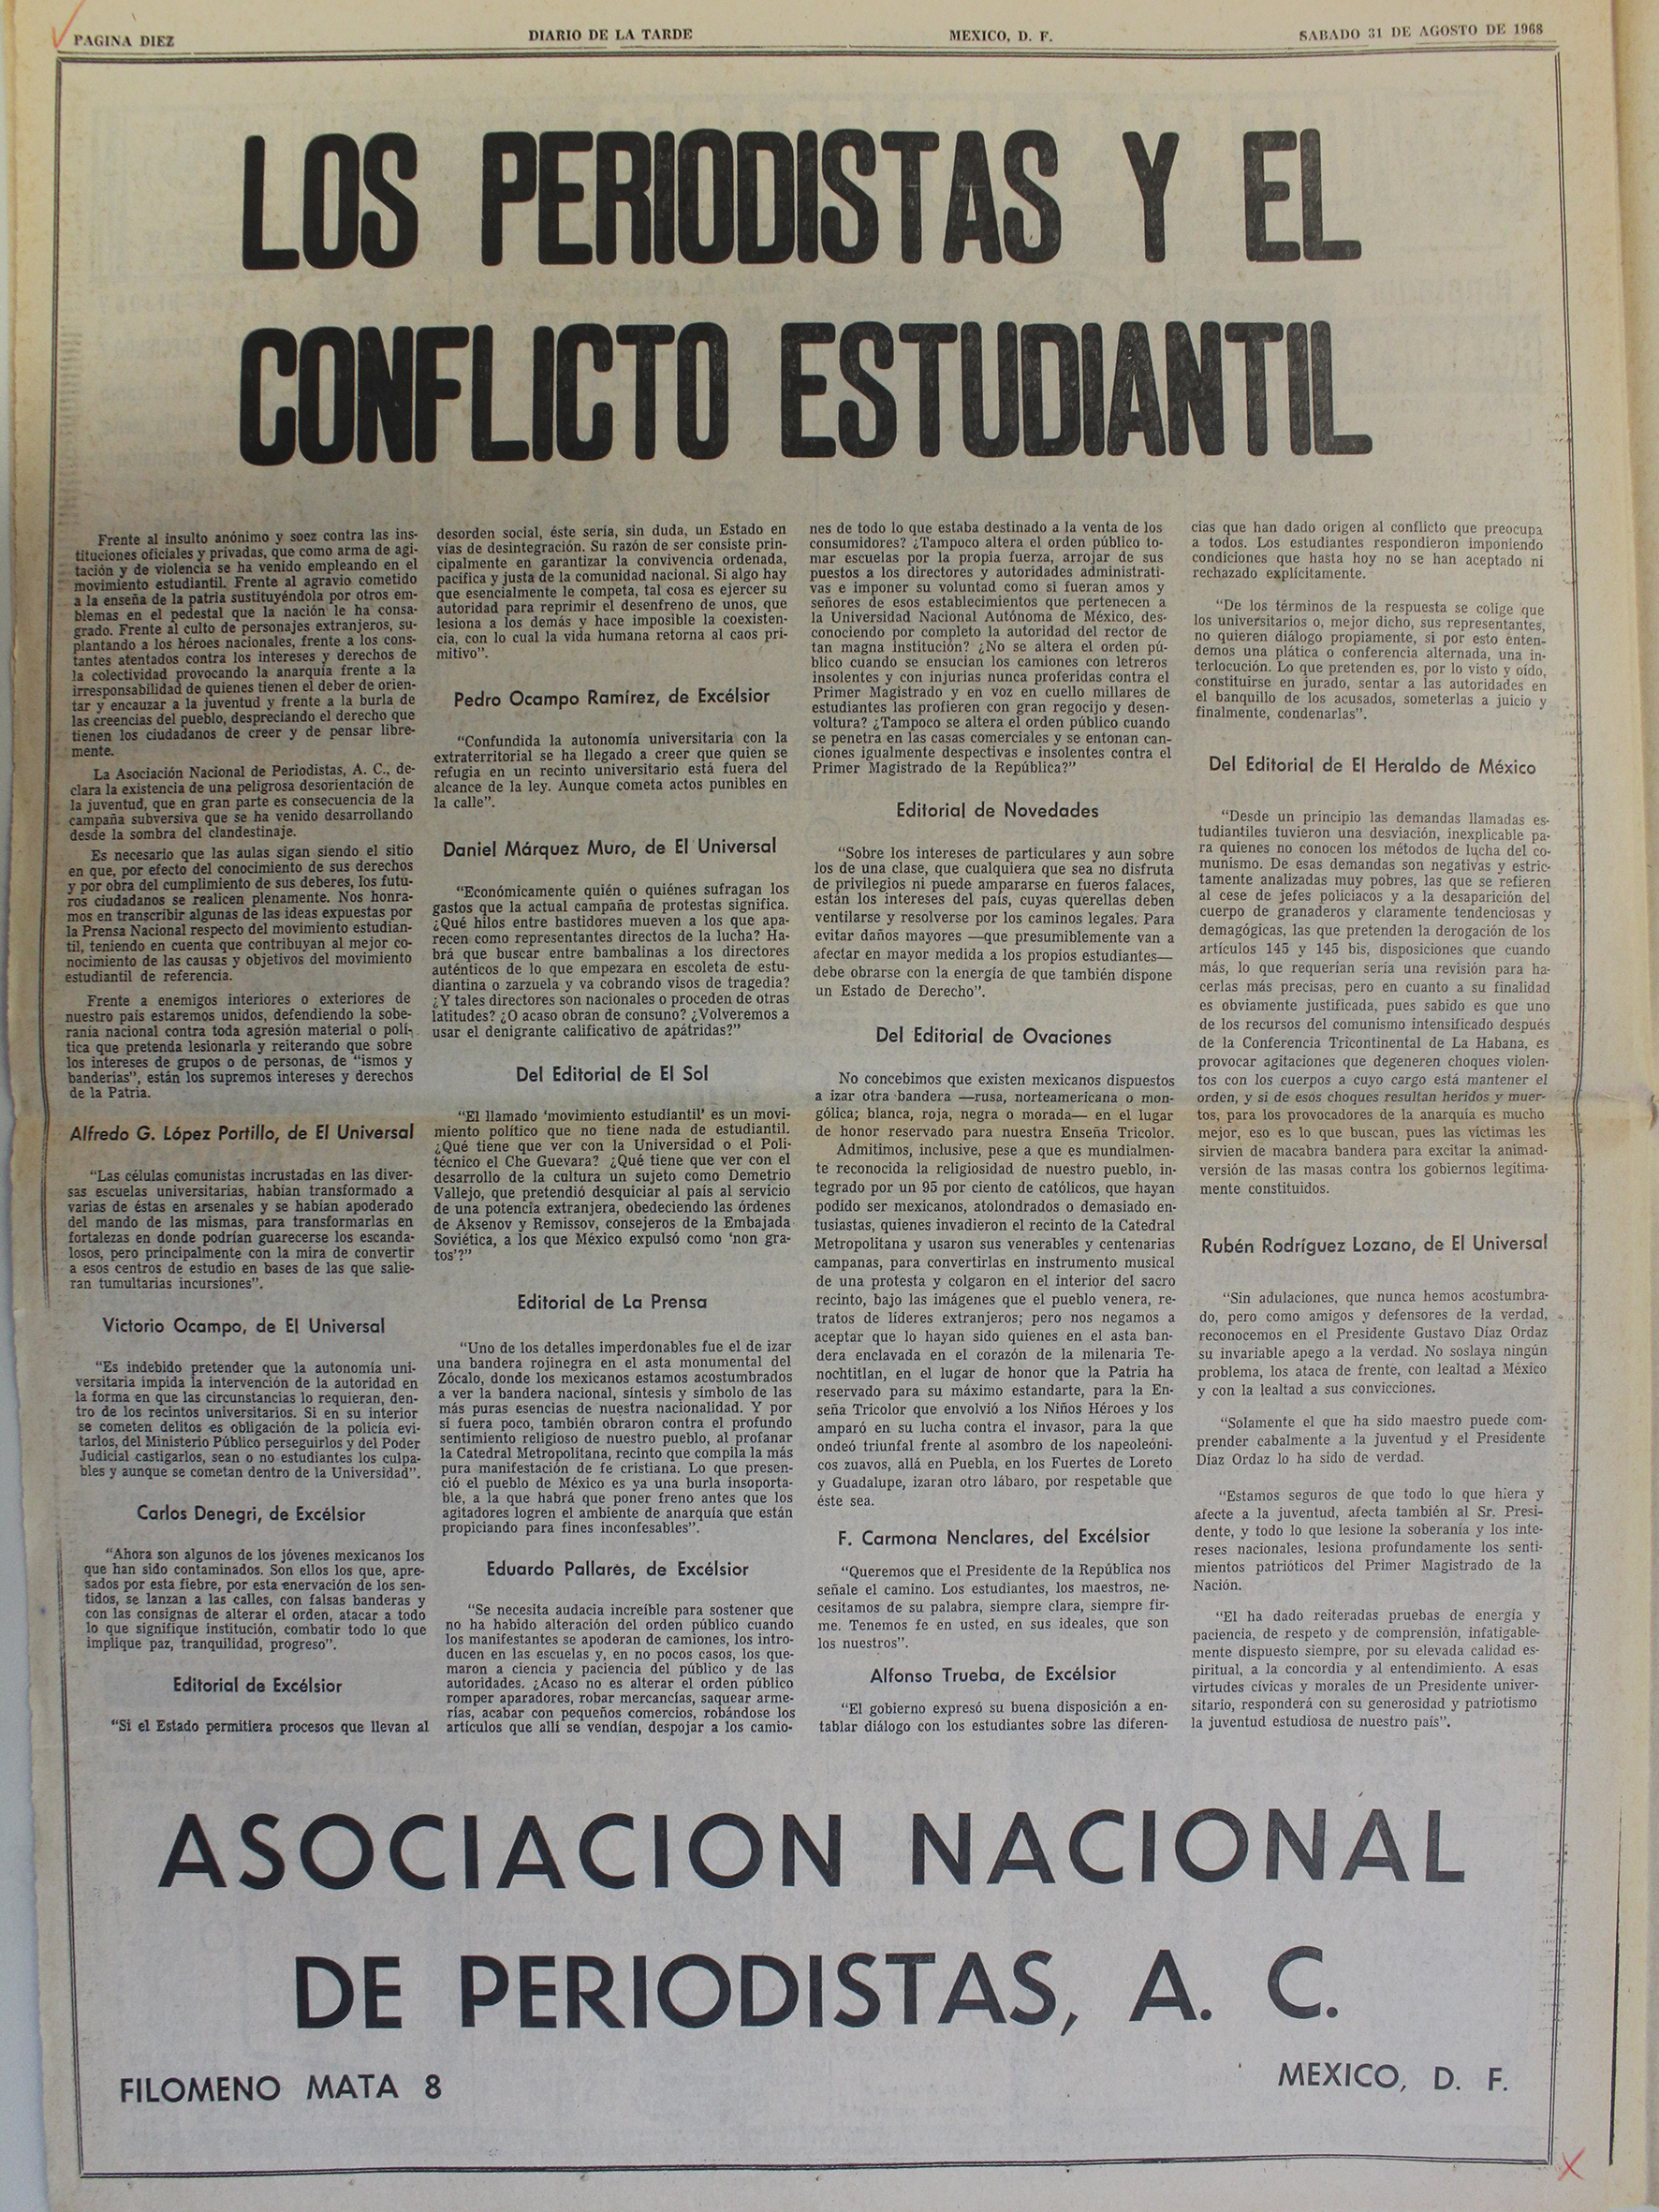 PAGINA DIEZ
DIARIO DE LA TARDE
MEXICO, D. F.
SABADO 31 DE AGOSTO DE 1968
LOS PERIODISTAS Y EL
CONFLICTO ESTUDIANTIL
Frente al insulto anónimo y soez contra las ins-
tituciones oficiales y privadas, que como arma de agi-
tación y de violencia se ha venido empleando en el
movimiento estudiantil. Frente al agravio cometido
a la enseña de la patria sustituyéndola por otros em-
blemas en el pedestal que la nación le ha consa-
grado. Frente al culto de personajes extranjeros, su-
plantando a los héroes nacionales, frente a los cons-
tantes atentados contra los intereses y derechos de
la colectividad provocando la anarquía frente a la
irresponsabilidad de quienes tienen el deber de orien-
tar y encauzar a la juventud y frente a la burla de
las creencias del pueblo, despreciando el derecho que
tienen los ciudadanos de creer y de pensar libre-
mente.
La Asociación Nacional de Periodistas, A. C., de-
clara la existencia de una peligrosa desorientación de
la juventud, que en gran parte es consecuencia de la
campaña subversiva que se ha venido desarrollando
desde la sombra del clandestinaje.
Es necesario que las aulas sigan siendo el sitio
en que, por efecto del conocimiento de sus derechos
y por obra del cumplimiento de sus deberes, los futu-
ros ciudadanos se realicen plenamente. Nos honra-
mos en transcribir algunas de las ideas expuestas por
la Prensa Nacional respecto del movimiento estudian-
til, teniendo en cuenta que contribuyan al mejor co-
nocimiento de las causas y objetivos del movimiento
estudiantil de referencia.
Frente a enemigos interiores o exteriores de
nuestro país estaremos unidos, defendiendo la sobe-
ranía nacional contra toda agresión material o polí-
tica que pretenda lesionarla y reiterando que sobre
los intereses de grupos o de personas, de "ismos y
banderías", están los supremos intereses y derechos
de la Patria.
Alfredo G. López Portillo, de El Universal
"Las células comunistas incrustadas en las diver-
sas escuelas universitarias, habían transformado a
varias de éstas en arsenales y se habían apoderado
del mando de las mismas, para transformarlas en
fortalezas en donde podrían guarecerse los escanda-
losos, pero principalmente con la mira de convertir
a esos centros de estudio en bases de las que salie-
ran tumultarias incursiones".
Victorio Ocampo, de El Universal
"Es indebido pretender que la autonomía uni-
versitaria impida la intervención de la autoridad en
la forma en que las circunstancias lo requieran, den-
tro de los recintos universitarios. Si en su interior
se cometen delitos es obligación de la policía evi-
tarlos, del Ministerio Público perseguirlos y del Poder
Judicial castigarlos, sean o no estudiantes los culpa-
bles y aunque se cometan dentro de la Universidad".
Carlos Denegri, de Excélsior
"Ahora son algunos de los jóvenes mexicanos los
que han sido contaminados. Son ellos los que, apre-
sados por esta fiebre, por esta enervación de los sen-
tidos, se lanzan a las calles, con falsas banderas y
con las consignas de alterar el orden, atacar a todo
lo que signifique institución, combatir todo lo que
implique paz, tranquilidad, progreso".
Editorial de Excélsior
"Si el Estado permitiera procesos que llevan al
desorden social, éste sería, sin duda, un Estado en
vías de desintegración. Su razón de ser consiste prin-
cipalmente en garantizar la convivencia ordenada,
pacífica y justa de la comunidad nacional. Si algo hay
que esencialmente le competa, tal cosa es ejercer su
autoridad para reprimir el desenfreno de unos, que
lesiona a los demás y hace imposible la coexisten-
cia, con lo cual la vida humana retorna al caos pri-
mitivo".
Pedro Ocampo Ramírez, de Excélsior
"Confundida la autonomía universitaria con la
extraterritorial se ha llegado a creer que quien se
refugia en un recinto universitario está fuera del
alcance de la ley. Aunque cometa actos punibles en
la calle".
Daniel Márquez Muro, de El Universal
"Económicamente quién o quiénes sufragan los
gastos que la actual campaña de protestas significa.
¿Qué hilos entre bastidores mueven a los que apa-
recen como representantes directos de la lucha? Ha-
brá que buscar entre bambalinas a los directores
auténticos de lo que empezara en escoleta de estu-
diantina o zarzuela y va cobrando visos de tragedia?
¿Y tales directores son nacionales o proceden de otras
latitudes? ¿O acaso obran de consuno? ¿Volveremos a
usar el denigrante calificativo de apátridas?"
Del Editorial de El Sol
"El llamado 'movimiento estudiantil' es un movi-
miento político que no tiene nada de estudiantil.
¿Qué tiene que ver con la Universidad o el Poli-
técnico el Che Guevara? ¿Qué tiene que ver con el
desarrollo de la cultura un sujeto como Demetrio
Vallejo, que pretendió desquiciar al país al servicio
de una potencia extranjera, obedeciendo las órdenes
de Aksenov y Remissov, consejeros de la Embajada
Soviética, a los que México expulsó como 'non gra-
tos'?"
Editorial de La Prensa
"Uno de los detalles imperdonables fue el de izar
una bandera rojinegra en el asta monumental del
Zócalo, donde los mexicanos estamos acostumbrados
a ver la bandera nacional, síntesis y símbolo de las
más puras esencias de nuestra nacionalidad. Y por
si fuera poco, también obraron contra el profundo
sentimiento religioso de nuestro pueblo, al profanar
la Catedral Metropolitana, recinto que compila la más
pura manifestación de fe cristiana. Lo que presen-
ció el pueblo de México es ya una burla insoporta-
ble, a la que habrá que poner freno antes que los
agitadores logren el ambiente de anarquía que están
propiciando para fines inconfesables".
Eduardo Pallarès, de Excélsior
"Se necesita audacia increíble para sostener que
no ha habido alteración del orden público cuando
los manifestantes se apoderan de camiones, los intro-
ducen en las escuelas y, en no pocos casos, los que-
maron a ciencia y paciencia del público y de las
autoridades. ¿Acaso no es alterar el orden público
romper aparadores, robar mercancías, saquear arme-
rías, acabar con pequeños comercios, robándose los
artículos que allí se vendían, despojar a los camio-
nes de todo lo que estaba destinado a la venta de los
consumidores? ¿Tampoco altera el orden público to-
mar escuelas por la propia fuerza, arrojar de sus
puestos a los directores y autoridades administrati-
vas e imponer su voluntad como si fueran amos y
señores de esos establecimientos que pertenecen a
la Universidad Nacional Autónoma de México, des-
conociendo por completo la autoridad del rector de
tan magna institución? ¿No se altera el orden pú-
blico cuando se ensucian los camiones con letreros
insolentes y con injurias nunca proferidas contra el
Primer Magistrado y en voz en cuello millares de
estudiantes las profieren con gran regocijo y desen-
voltura? ¿Tampoco se altera el orden público cuando
se penetra en las casas comerciales y se entonan can-
ciones igualmente despectivas e insolentes contra el
Primer Magistrado de la República?"
Editorial de Novedades
"Sobre los intereses de particulares y aun sobre
los de una clase, que cualquiera que sea no disfruta
de privilegios ni puede ampararse en fueros falaces,
están los intereses del país, cuyas querellas deben
ventilarse y resolverse por los caminos legales. Para
evitar daños mayores —que presumiblemente van a
afectar en mayor medida a los propios estudiantes—
debe obrarse con la energía de que también dispone
un Estado de Derecho".
Del Editorial de Ovaciones
No concebimos que existen mexicanos dispuestos
a izar otra bandera —rusa, norteamericana o mon-
gólica; blanca, roja, negra o morada— en el lugar
de honor reservado para nuestra Enseña Tricolor.
Admitimos, inclusive, pese a que es mundialmen-
te reconocida la religiosidad de nuestro pueblo, in-
tegrado por un 95 por ciento de católicos, que hayan
podido ser mexicanos, atolondrados o demasiado en-
tusiastas, quienes invadieron el recinto de la Catedral
Metropolitana y usaron sus venerables y centenarias
campanas, para convertirlas en instrumento musical
de una protesta y colgaron en el interior del sacro
recinto, bajo las imágenes que el pueblo venera, re-
tratos de líderes extranjeros; pero nos negamos a
aceptar que lo hayan sido quienes en el asta ban-
dera enclavada en el corazón de la milenaria Te-
nochtitlan, en el lugar de honor que la Patria ha
reservado para su máximo estandarte, para la En-
seña Tricolor que envolvió a los Niños Héroes y los
amparó en su lucha contra el invasor, para la que
ondeó triunfal frente al asombro de los napoleóni-
cos zuavos, allá en Puebla, en los Fuertes de Loreto
y Guadalupe, izaran otro lábaro, por respetable que
éste sea.
F. Carmona Nenclares, del Excélsior
"Queremos que el Presidente de la República nos
señale el camino. Los estudiantes, los maestros, ne-
cesitamos de su palabra, siempre clara, siempre fir-
me. Tenemos fe en usted, en sus ideales, que son
los nuestros".
Alfonso Trueba, de Excélsior
"El gobierno expresó su buena disposición a en-
tablar diálogo con los estudiantes sobre las diferen-
cias que han dado origen al conflicto que preocupa
a todos. Los estudiantes respondieron imponiendo
condiciones que hasta hoy no se han aceptado ni
rechazado explícitamente.
"De los términos de la respuesta se colige que
los universitarios o, mejor dicho, sus representantes,
no quieren diálogo propiamente, si por esto enten-
demos una plática o conferencia alternada, una in-
terlocución. Lo que pretenden es, por lo visto y oído,
constituirse en jurado, sentar a las autoridades en
el banquillo de los acusados, someterlas a juicio y
finalmente, condenarlas".
Del Editorial de El Heraldo de México
"Desde un principio las demandas llamadas es-
tudiantiles tuvieron una desviación, inexplicable pa-
ra quienes no conocen los métodos de lucha del co-
munismo. De esas demandas son negativas y estric-
tamente analizadas muy pobres, las que se refieren
al cese de jefes policíacos y a la desaparición del
cuerpo de granaderos y claramente tendenciosas y
demagógicas, las que pretenden la derogación de los
artículos 145 y 145 bis, disposiciones que cuando
más, lo que requerían sería una revisión para ha-
cerlas más precisas, pero en cuanto a su finalidad
es obviamente justificada, pues sabido es que uno
de los recursos del comunismo intensificado después
de la Conferencia Tricontinental de La Habana, es
provocar agitaciones que degeneren choques violen-
tos con los cuerpos a cuyo cargo está mantener el
orden, y si de esos choques resultan heridos y muer-
tos, para los provocadores de la anarquía es mucho
mejor, eso es lo que buscan, pues las víctimas les
sirvien de macabra bandera para excitar la animad-
versión de las masas contra los gobiernos legítima-
mente constituidos.
Rubén Rodríguez Lozano, de El Universal
"Sin adulaciones, que nunca hemos acostumbra-
do, pero como amigos y defensores de la verdad,
reconocemos en el Presidente Gustavo Díaz Ordaz
su invariable apego a la verdad. No soslaya ningún
problema, los ataca de frente, con lealtad a México
y con la lealtad a sus convicciones.
"Solamente el que ha sido maestro puede com-
prender cabalmente a la juventud y el Presidente
Díaz Ordaz lo ha sido de verdad.
"Estamos seguros de que todo lo que hiera y
afecte a la juventud, afecta también al Sr. Presi-
dente, y todo lo que lesione la soberanía y los inte-
reses nacionales, lesiona profundamente los senti-
mientos patrióticos del Primer Magistrado de la
Nación.
"El ha dado reiteradas pruebas de energía y
paciencia, de respeto y de comprensión, infatigable-
mente dispuesto siempre, por su elevada calidad es-
piritual, a la concordia y al entendimiento. A esas
virtudes cívicas y morales de un Presidente univer-
sitario, responderá con su generosidad y patriotismo
la juventud estudiosa de nuestro país".
ASOCIACION NACIONAL
DE PERIODISTAS, A. C.
FILOMENO MATA 8
MEXICO, D. F.